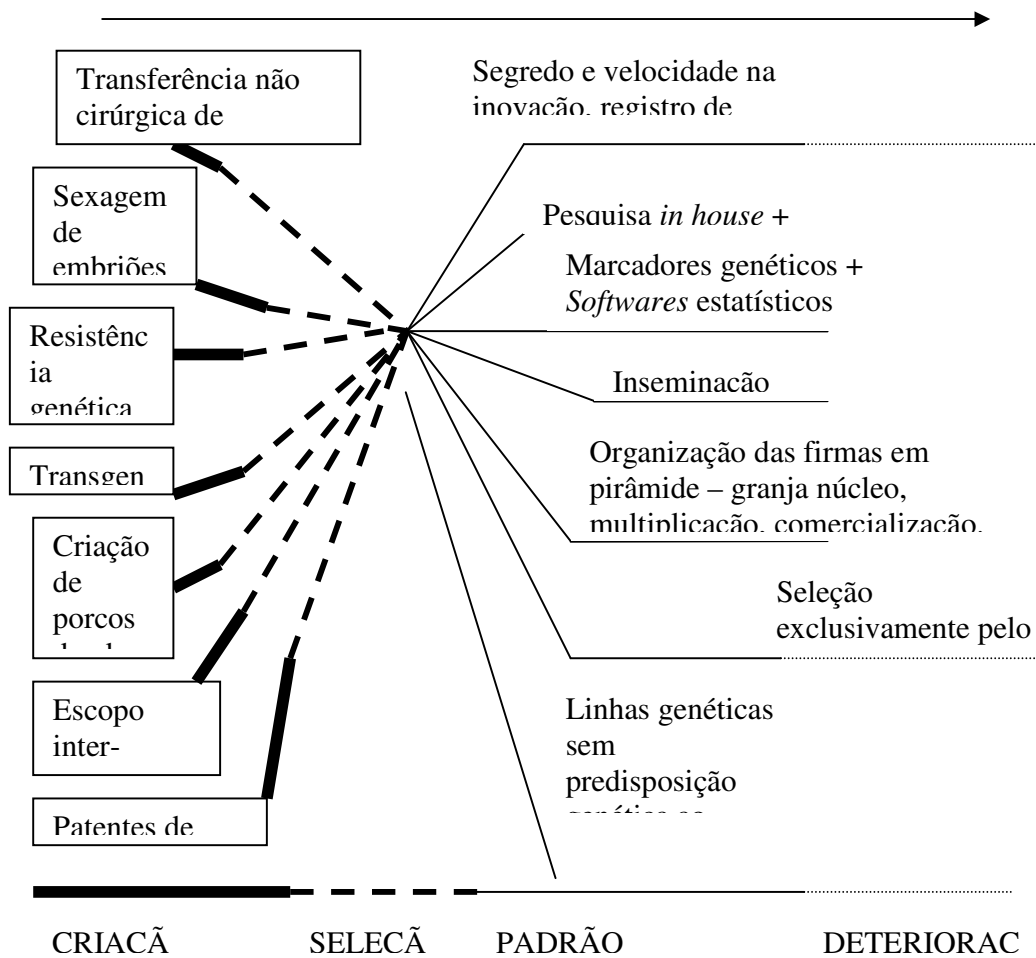 Transferência não
cirúrgica de
Segredo e velocidade na
inovação, registro de
Sexagem
de
embriões
Pesquisa in house +
Marcadores genéticos +
Softwares estatísticos
Resistênc
ia
genética
Inseminação
Transgen
Organização das firmas em
pirâmide – granja núcleo,
multiplicação, comercialização.
Criação
de
porcos
Seleção
exclusivamente pelo
Escopo
inter-
Linhas genéticas
sem
predisposição
genética ao
Patentes de
CRIAÇÃ
SELEÇÃ
PADRÃO
DETERIORAÇ